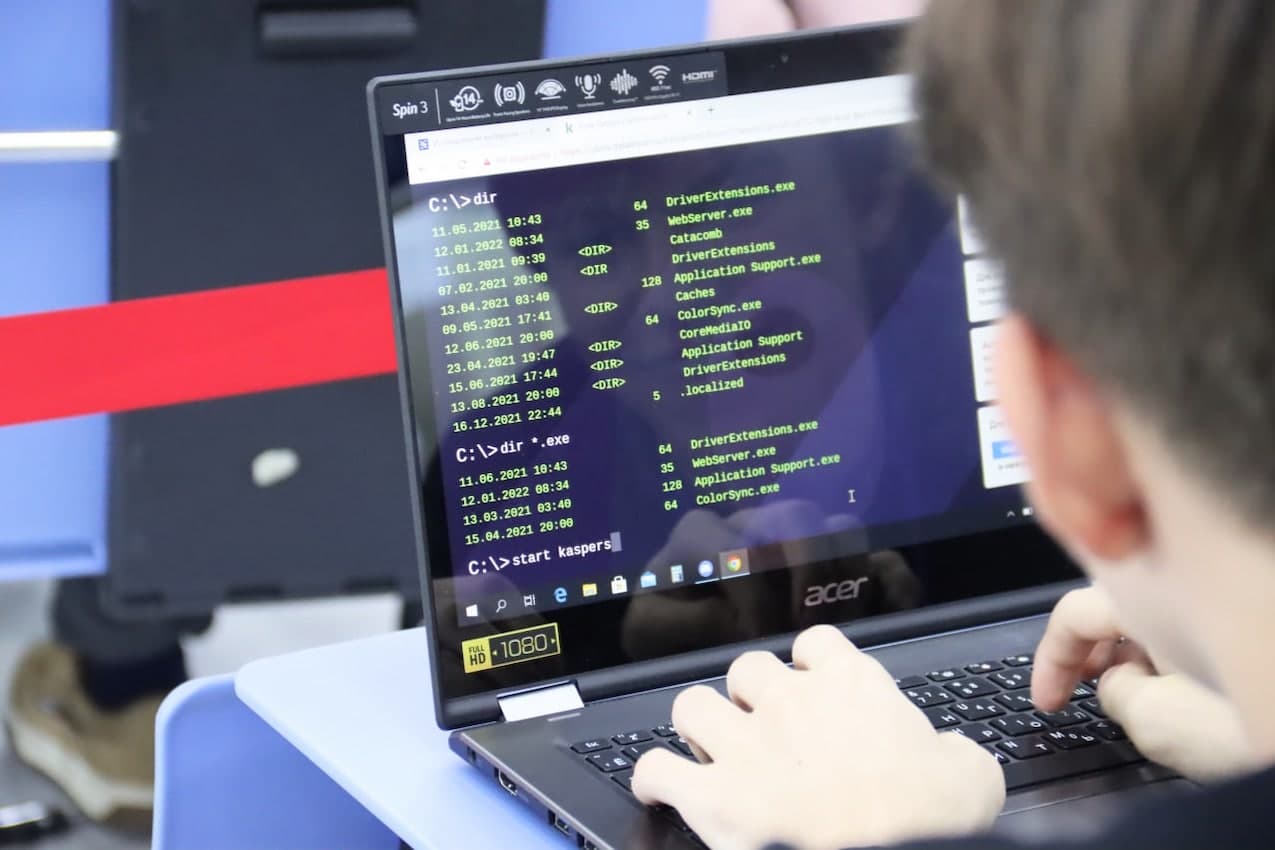 Spin 3
14
HDMI
C:\>dir
11.05.2021 10:43 64 DriverExtensions.exe
12.01.2022 08:34 35 WebServer.exe
11.01.2021 09:39 <DIR> Catacomb
07.02.2021 20:00 <DIR DriverExtensions
13.04.2021 03:40 128 Application Support.exe
09.05.2021 17:41 <DIR> Caches
12.06.2021 20:00 64 ColorSync.exe
23.04.2021 19:47 <DIR> CoreMediaIO
15.06.2021 17:44 <DIR> Application Support
13.08.2021 20:00 <DIR> DriverExtensions
16.12.2021 22:44 5 .localized
C:\>dir *.exe
11.06.2021 10:43 64 DriverExtensions.exe
12.01.2022 08:34 35 WebServer.exe
13.03.2021 03:40 128 Application Support.exe
15.04.2021 20:00 64 ColorSync.exe
C:\>start kaspers
acer
FULL HD 1080